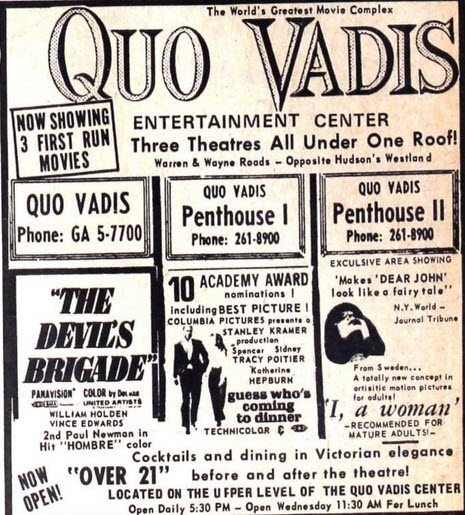 The World's Greatest Movie Complex
QUO VADIS
NOW SHOWING
3 FIRST RUN
MOVIES
ENTERTAINMENT CENTER
Three Theatres All Under One Roof!
Warren & Wayne Roads — Opposite Hudson's Westland
QUO VADIS
Phone: GA 5-7700
QUO VADIS
Penthouse I
Phone: 261-8900
QUO VADIS
Penthouse II
Phone: 261-8900
"THE
DEVIL'S
BRIGADE"
PANAVISION® COLOR by DeLuxe
UNITED ARTISTS
WILLIAM HOLDEN
VINCE EDWARDS
2nd Paul Newman in
Hit "HOMBRE" color
10 ACADEMY AWARD
nominations!
including BEST PICTURE!
COLUMBIA PICTURES presents a
STANLEY KRAMER
production
Spencer Sidney
TRACY POITIER
Katherine
HEPBURN
guess who's
coming
to dinner
TECHNICOLOR
EXCULSIVE AREA SHOWING
'Makes 'DEAR JOHN'
look like a fairy tale"
N.Y. World —
Journal Tribune
From Sweden...
A totally new concept in
artistic motion pictures
for adults!
'I, a woman'
—RECOMMENDED FOR
MATURE ADULTS!—
Cocktails and dining in Victorian elegance
NOW
OPEN!
"OVER 21" before and after the theatre!
LOCATED ON THE UPPER LEVEL OF THE QUO VADIS CENTER
Open Daily 5:30 PM — Open Wednesday 11:30 AM For Lunch